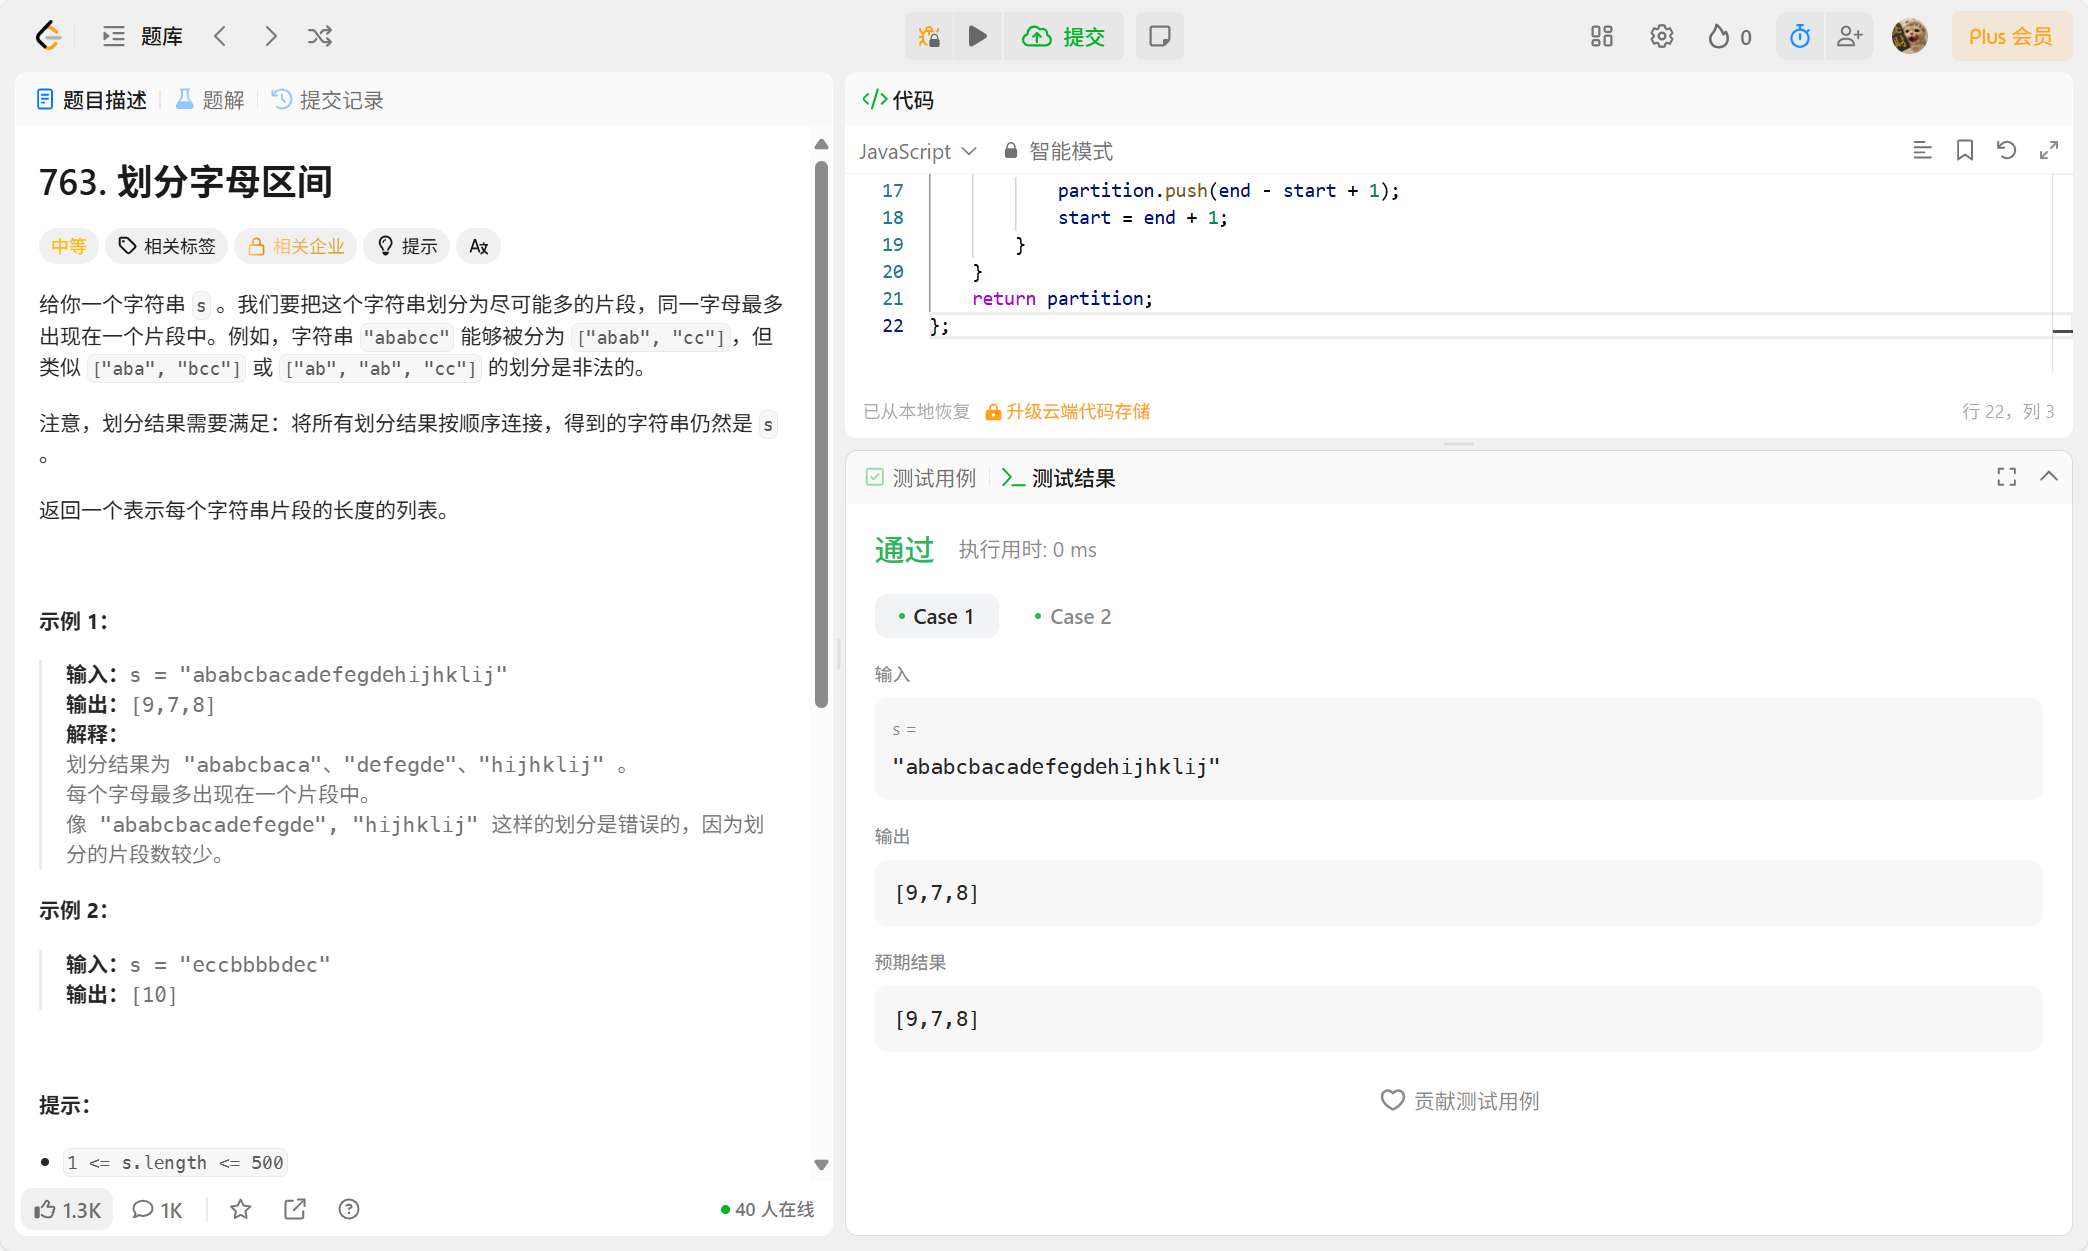 题库
提交
0
Plus 会员
题目描述
题解
提交记录
763. 划分字母区间
中等
相关标签
相关企业
提示
给你一个字符串 s 。我们要把这个字符串划分为尽可能多的片段，同一字母最多
出现在一个片段中。例如，字符串 "ababcc" 能够被分为 ["abab", "cc"]，但
类似 ["aba", "bcc"] 或 ["ab", "ab", "cc"] 的划分是非法的。
注意，划分结果需要满足：将所有划分结果按顺序连接，得到的字符串仍然是 s
。
返回一个表示每个字符串片段的长度的列表。
示例 1：
输入：s = "ababcbacadefegdehijhklij"
输出：[9,7,8]
解释：
划分结果为 "ababcbaca"、"defegde"、"hijhklij" 。
每个字母最多出现在一个片段中。
像 "ababcbacadefegde", "hijhklij" 这样的划分是错误的，因为划
分的片段数较少。
示例 2：
输入：s = "eccbbbbdec"
输出：[10]
提示：
1 <= s.length <= 500
1.3K
1K
40 人在线
代码
JavaScript
智能模式
17 partition.push(end - start + 1);
18 start = end + 1;
19 }
20 }
21 return partition;
22 };
已从本地恢复
升级云端代码存储
行 22，列 3
测试用例
测试结果
通过
执行用时: 0 ms
Case 1
Case 2
输入
s =
"ababcbacadefegdehijhklij"
输出
[9,7,8]
预期结果
[9,7,8]
贡献测试用例